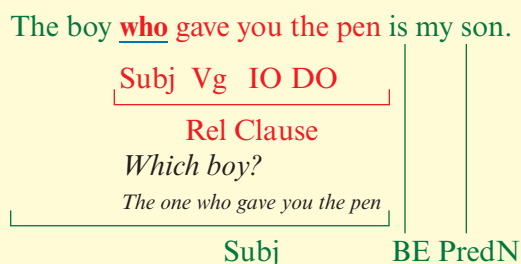 The boy who gave you the pen is my son.
Subj Vg IO DO
Rel Clause
Which boy?
The one who gave you the pen
Subj BE PredN